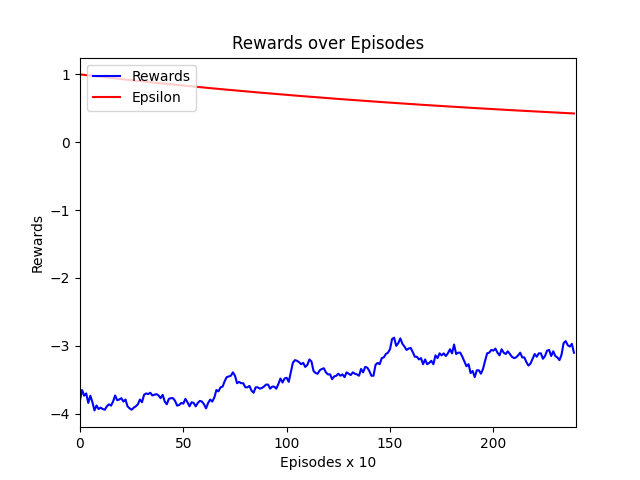 Rewards over Episodes
Rewards
Epsilon
1
0
−1
−2
−3
−4
Rewards
0 50 100 150 200
Episodes x 10